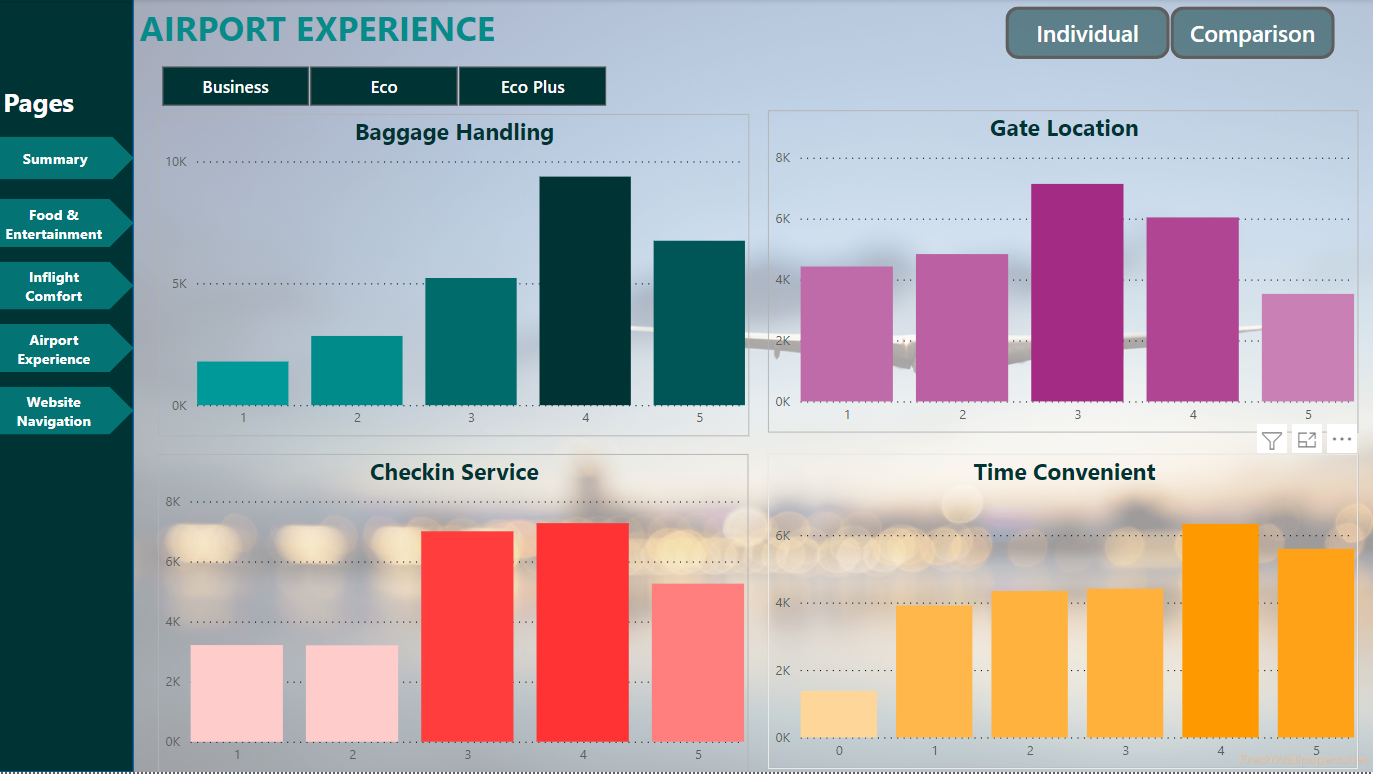 AIRPORT EXPERIENCE
Individual
Comparison
Business
Eco
Eco Plus
Pages
Summary
Food &
Entertainment
Inflight
Comfort
Airport
Experience
Website
Navigation
Baggage Handling
10K
5K
0K
1 2 3 4 5
Gate Location
8K
6K
4K
2K
0K
1 2 3 4 5
Checkin Service
8K
6K
4K
2K
0K
1 2 3 4 5
Time Convenient
6K
4K
2K
0K
0 1 2 3 4 5